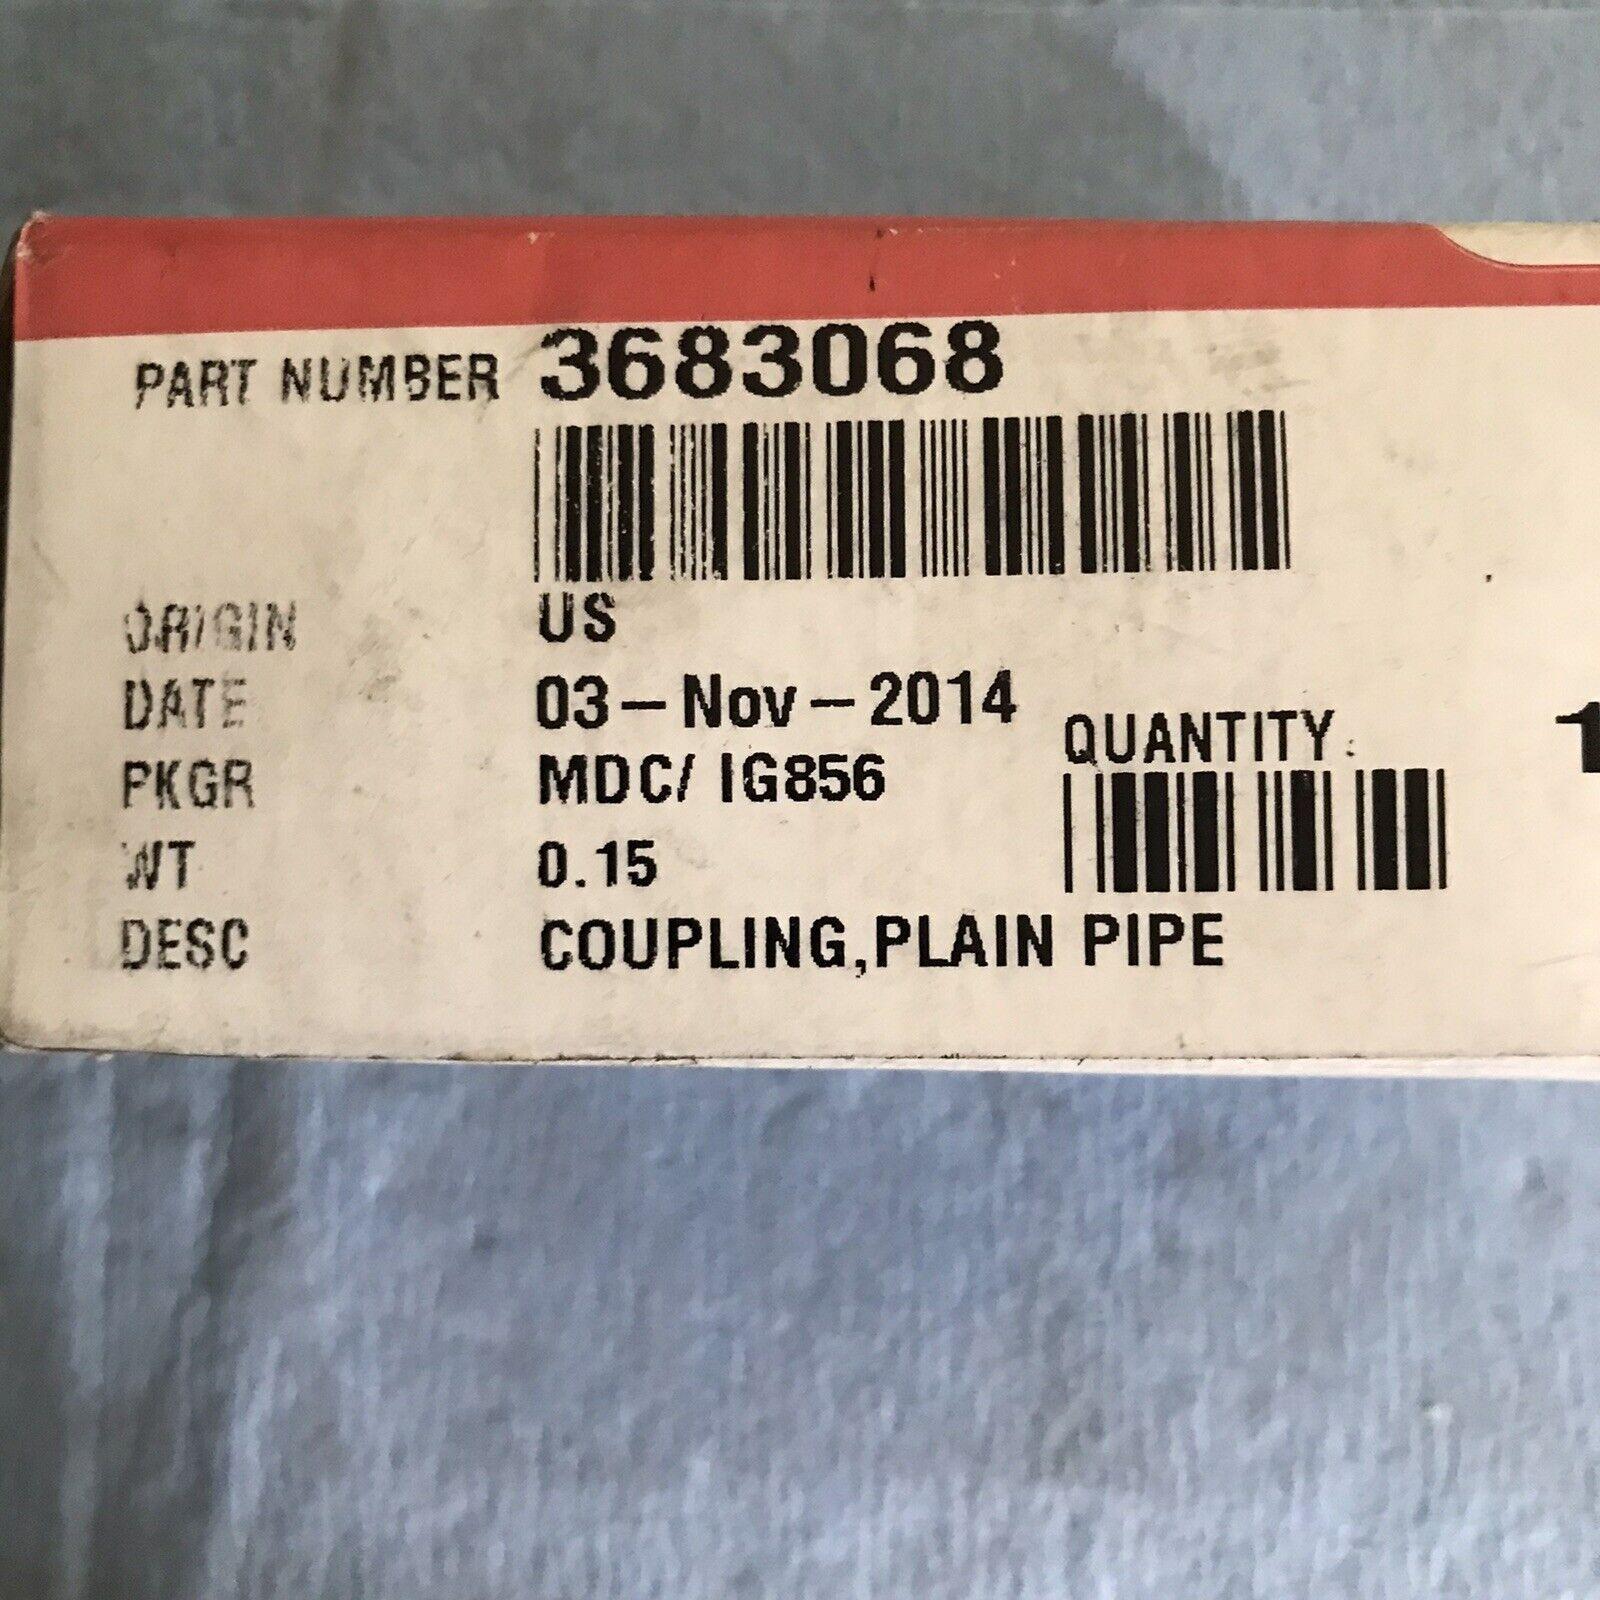 PART NUMBER 3683068
ORIGIN US
DATE 03-Nov-2014
QUANTITY: 1
PKGR MDC/ IG856
WT 0.15
DESC COUPLING,PLAIN PIPE